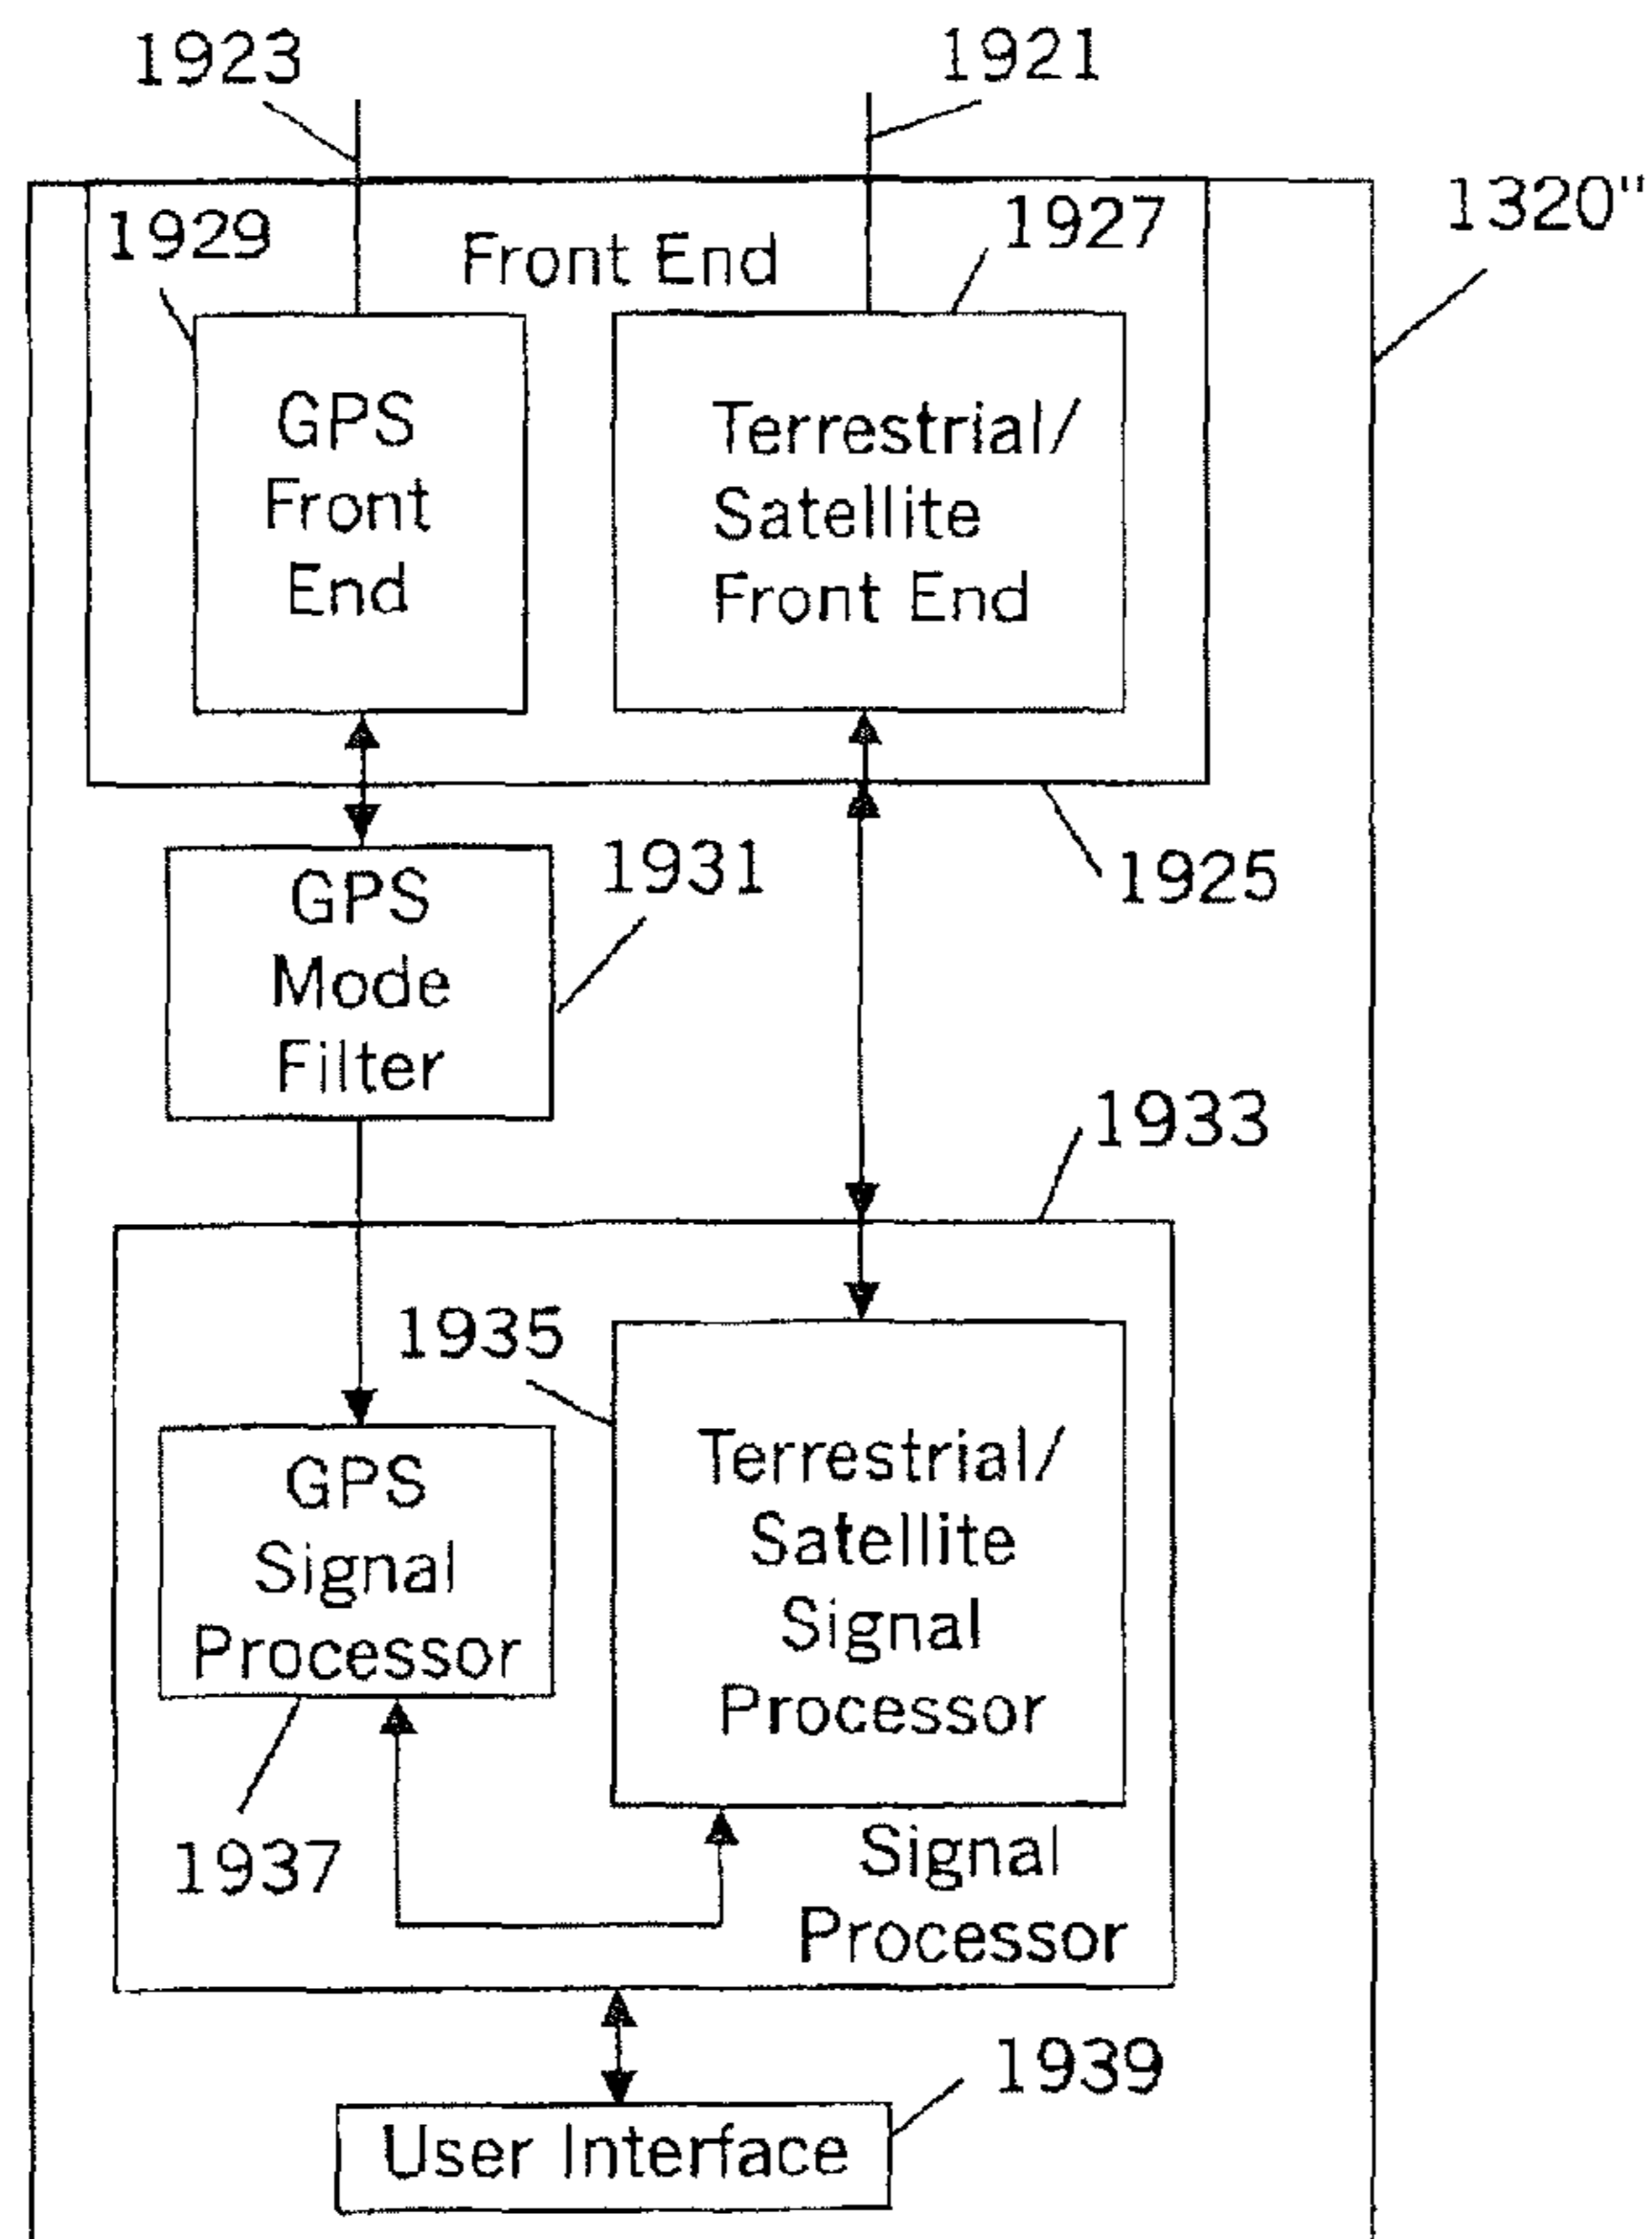 1923
1921
1320"
1929
Front End
1927
GPS
Front
End
Terrestrial/
Satellite
Front End
1925
GPS
Mode
Filter
1931
1933
1935
GPS
Signal
Processor
Terrestrial/
Satellite
Signal
Processor
1937
Signal
Processor
1939
User Interface